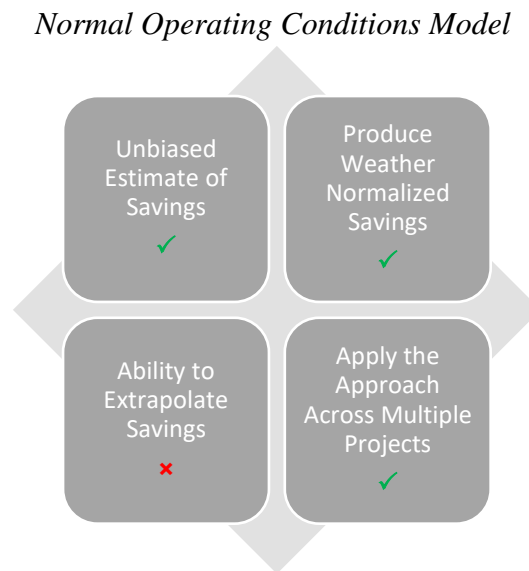 Normal Operating Conditions Model
Unbiased
Estimate of
Savings
✓
Produce
Weather
Normalized
Savings
✓
Ability to
Extrapolate
Savings
×
Apply the
Approach
Across Multiple
Projects
✓